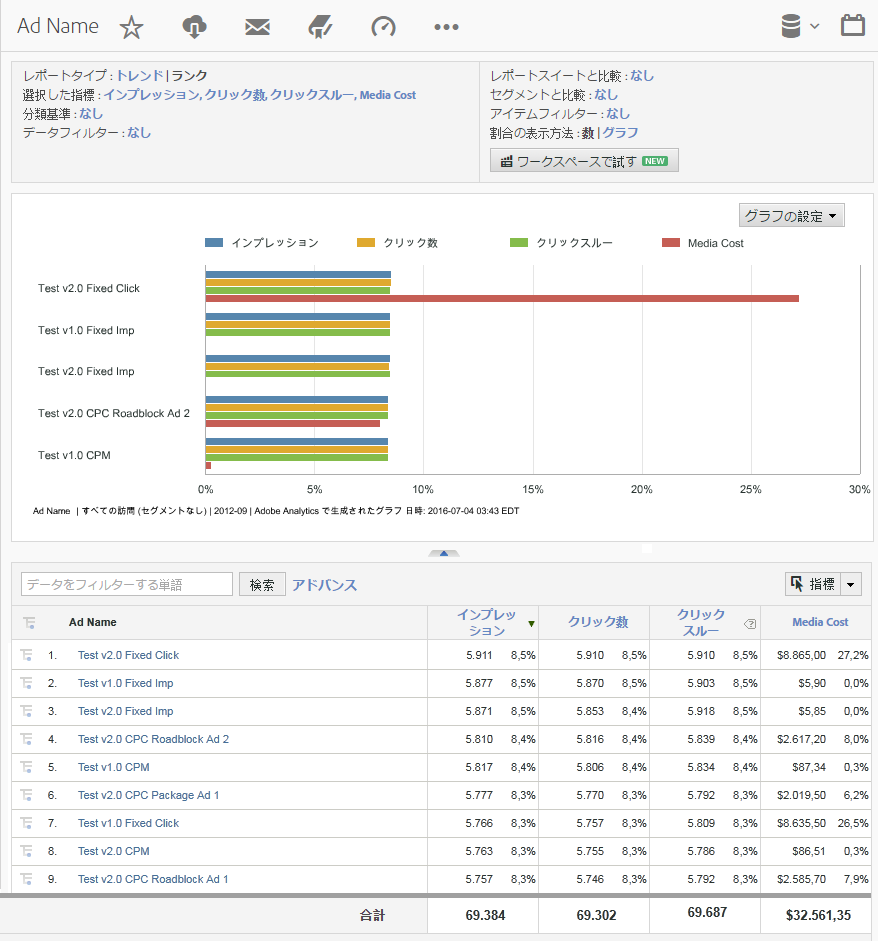 Ad Name
レポートタイプ : トレンド | ランク
選択した指標 : インプレッション, クリック数, クリックスルー, Media Cost
分類基準 : なし
データフィルター : なし
レポートスイートと比較 : なし
セグメントと比較 : なし
アイテムフィルター : なし
割合の表示方法 : 数 | グラフ
ワークスペースで試す NEW
グラフの設定
インプレッション クリック数 クリックスルー Media Cost
Test v2.0 Fixed Click
Test v1.0 Fixed Imp
Test v2.0 Fixed Imp
Test v2.0 CPC Roadblock Ad 2
Test v1.0 CPM
0% 5% 10% 15% 20% 25% 30%
Ad Name | すべての訪問 (セグメントなし) | 2012-09 | Adobe Analytics で生成されたグラフ 日時: 2016-07-04 03:43 EDT
データをフィルターする単語 検索 アドバンス 指標
Ad Name インプレッション クリック数 クリックスルー Media Cost
1. Test v2.0 Fixed Click 5.911 8,5% 5.910 8,5% 5.910 8,5% $8.865,00 27,2%
2. Test v1.0 Fixed Imp 5.877 8,5% 5.870 8,5% 5.903 8,5% $5,90 0,0%
3. Test v2.0 Fixed Imp 5.871 8,5% 5.853 8,4% 5.918 8,5% $5,85 0,0%
4. Test v2.0 CPC Roadblock Ad 2 5.810 8,4% 5.816 8,4% 5.839 8,4% $2.617,20 8,0%
5. Test v1.0 CPM 5.817 8,4% 5.806 8,4% 5.834 8,4% $87,34 0,3%
6. Test v2.0 CPC Package Ad 1 5.777 8,3% 5.770 8,3% 5.792 8,3% $2.019,50 6,2%
7. Test v1.0 Fixed Click 5.766 8,3% 5.757 8,3% 5.809 8,3% $8.635,50 26,5%
8. Test v2.0 CPM 5.763 8,3% 5.755 8,3% 5.786 8,3% $86,51 0,3%
9. Test v2.0 CPC Roadblock Ad 1 5.757 8,3% 5.746 8,3% 5.792 8,3% $2.585,70 7,9%
合計 69.384 69.302 69.687 $32.561,35